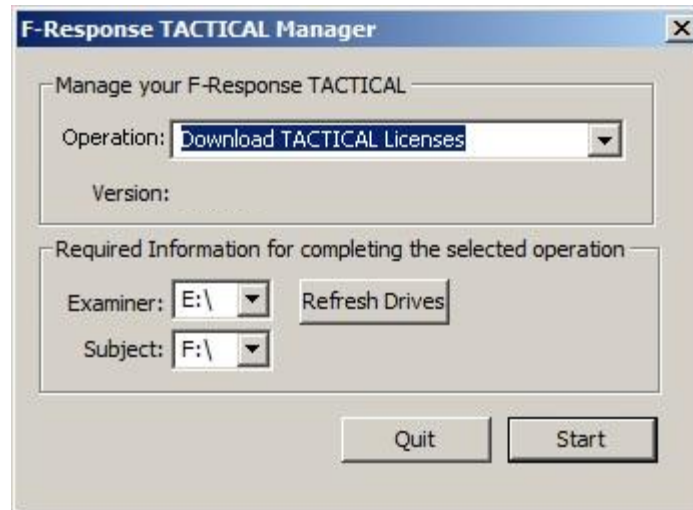 F-Response TACTICAL Manager
Manage your F-Response TACTICAL
Operation: Download TACTICAL Licenses
Version:
Required Information for completing the selected operation
Examiner: E:\ Refresh Drives
Subject: F:\
Quit Start